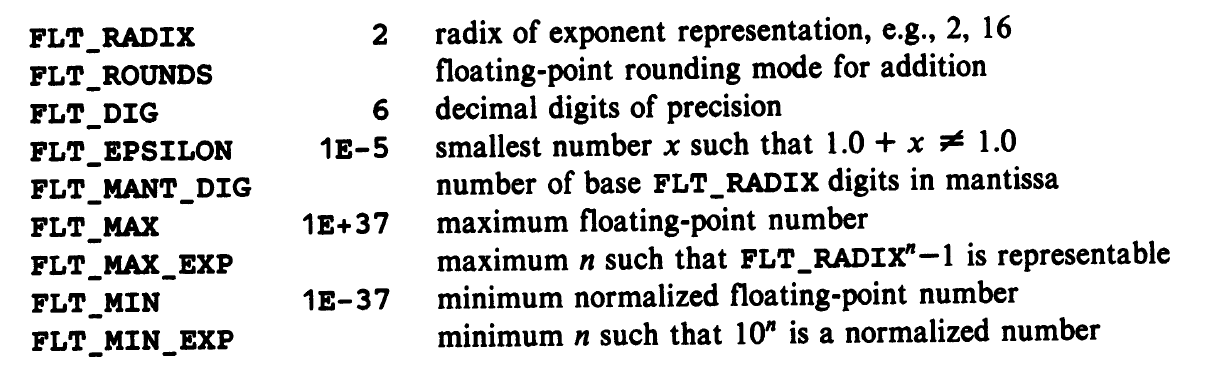 FLT_RADIX 2 radix of exponent representation, e.g., 2, 16
FLT_ROUNDS floating-point rounding mode for addition
FLT_DIG 6 decimal digits of precision
FLT_EPSILON 1E-5 smallest number x such that 1.0 + x ≠ 1.0
FLT_MANT_DIG number of base FLT_RADIX digits in mantissa
FLT_MAX 1E+37 maximum floating-point number
FLT_MAX_EXP maximum n such that FLT_RADIXⁿ−1 is representable
FLT_MIN 1E-37 minimum normalized floating-point number
FLT_MIN_EXP minimum n such that 10ⁿ is a normalized number